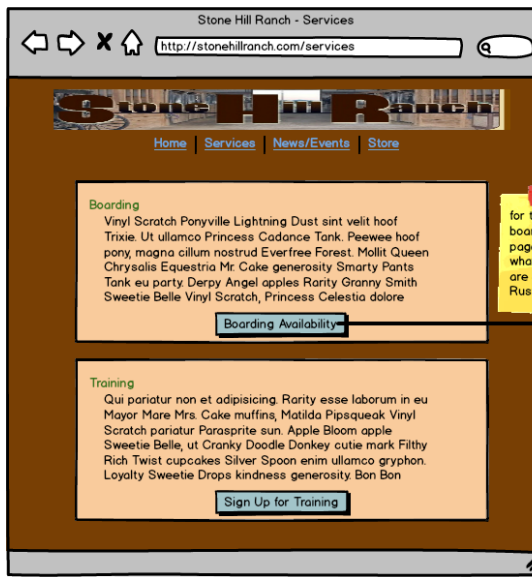 Stone Hill Ranch - Services
http://stonehillranch.com/services
Stone Hill Ranch
Home | Services | News/Events | Store
Boarding
Vinyl Scratch Ponyville Lightning Dust sint velit hoof
Trixie. Ut ullamco Princess Cadance Tank. Peewee hoof
pony, magna cillum nostrud Everfree Forest. Mollit Queen
Chrysalis Equestria Mr. Cake generosity Smarty Pants
Tank eu party. Derpy Angel apples Rarity Granny Smith
Sweetie Belle Vinyl Scratch, Princess Celestia dolore
Boarding Availability
for
page
are
Training
Qui pariatur non et adipisicing. Rarity esse laborum in eu
Mayor Mare Mrs. Cake muffins, Matilda Pipsqueak Vinyl
Scratch pariatur Parasprite sun. Apple Bloom apple
Sweetie Belle, ut Cranky Doodle Donkey cutie mark Filthy
Rich Twist cupcakes Silver Spoon enim ullamco gryphon.
Loyalty Sweetie Drops kindness generosity. Bon Bon
Sign Up for Training